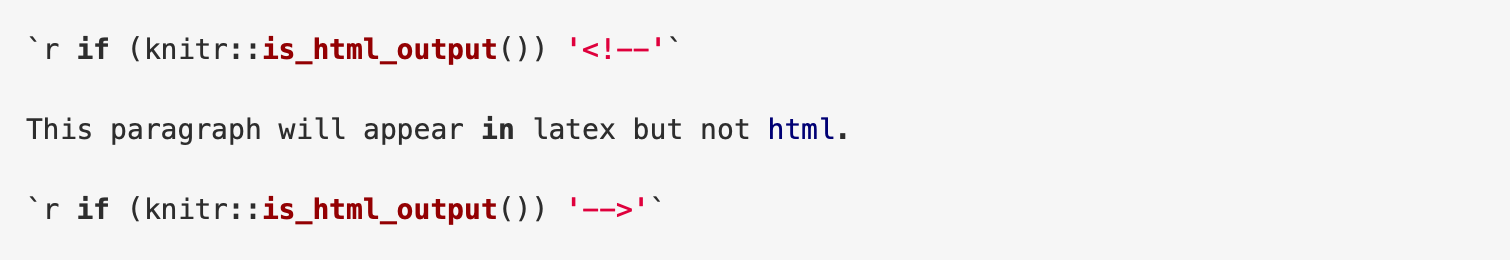 `r if (knitr::is_html_output()) '<!--'`
This paragraph will appear in latex but not html.
`r if (knitr::is_html_output()) '-->'`